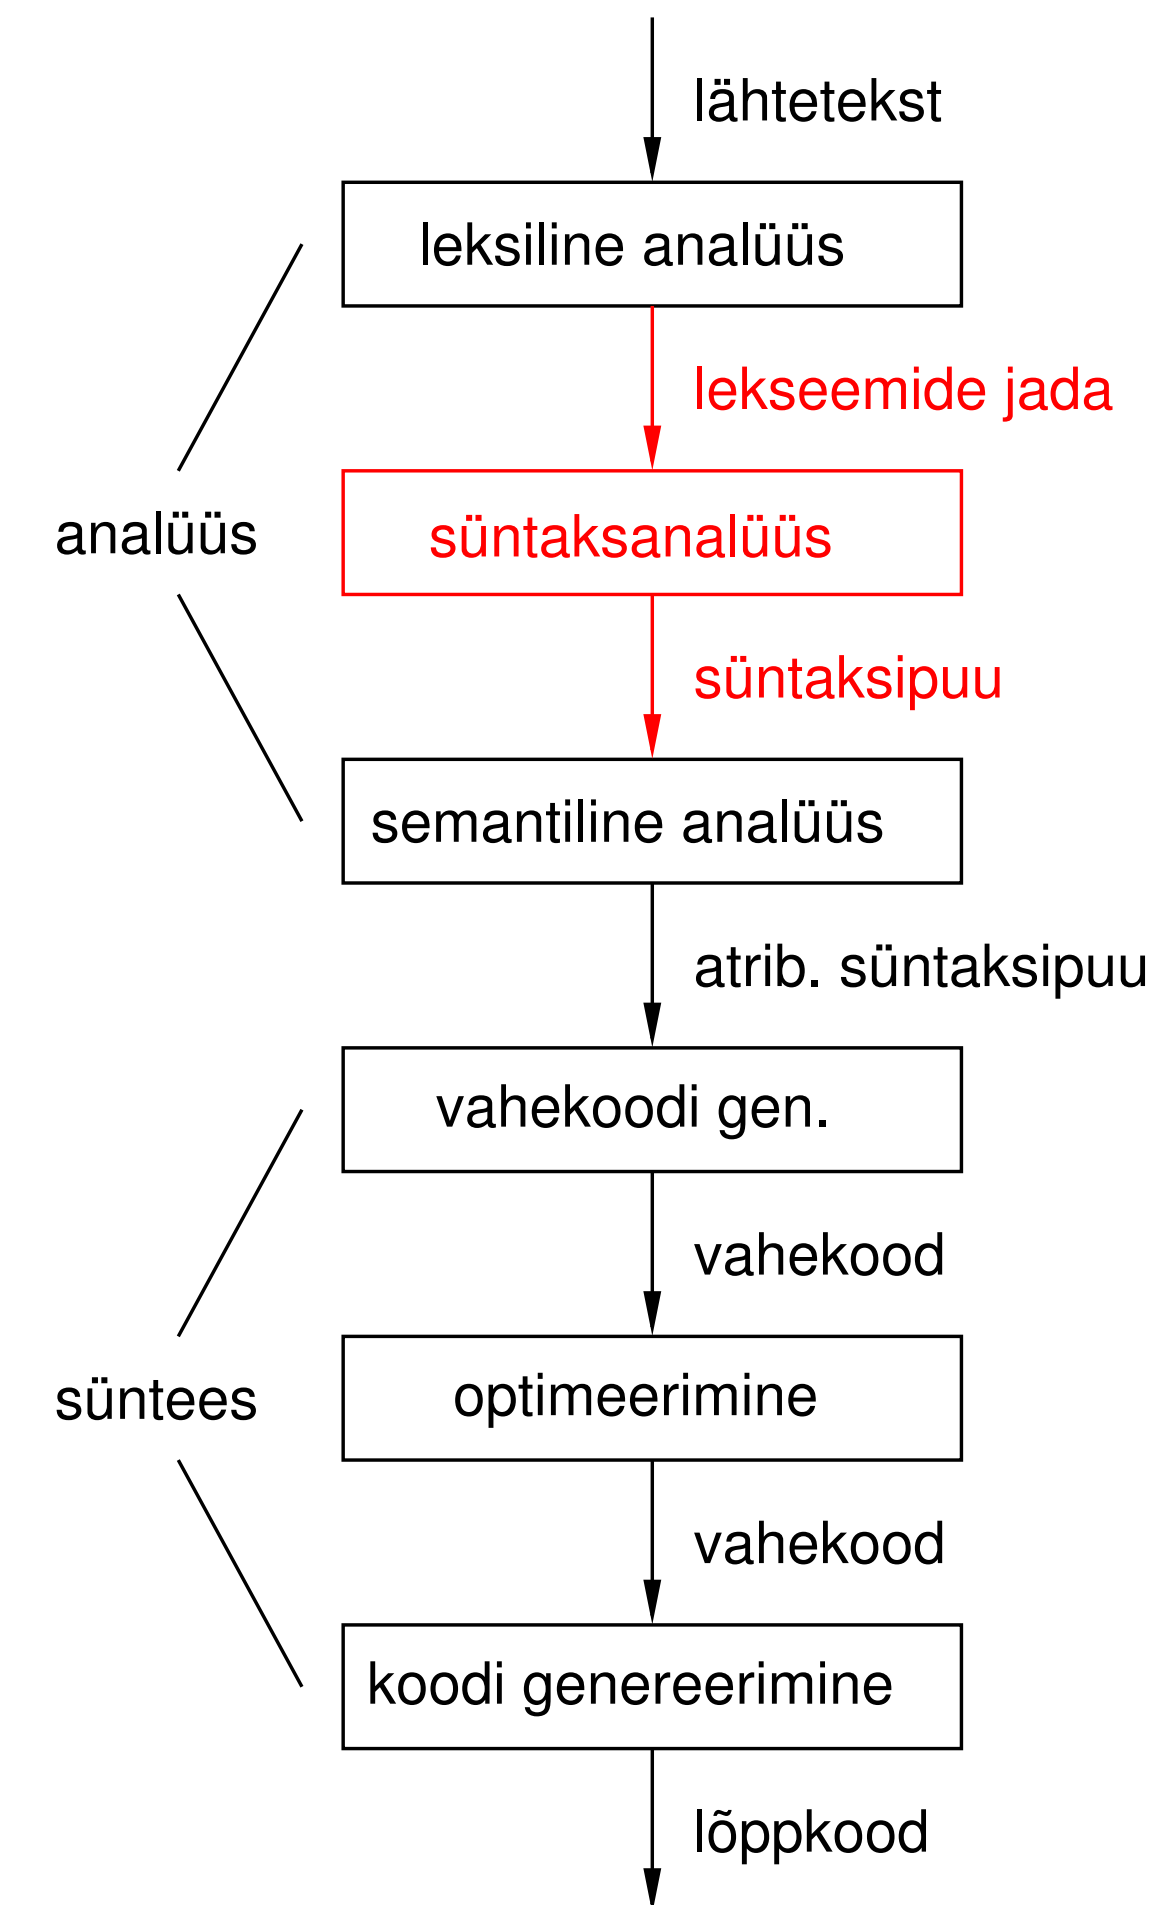 lähtetekst
leksiline analüüs
lekseemide jada
analüüs
süntaksanalüüs
süntaksipuu
semantiline analüüs
atrib. süntaksipuu
vahekoodi gen.
vahekood
süntees
optimeerimine
vahekood
koodi genereerimine
lõppkood